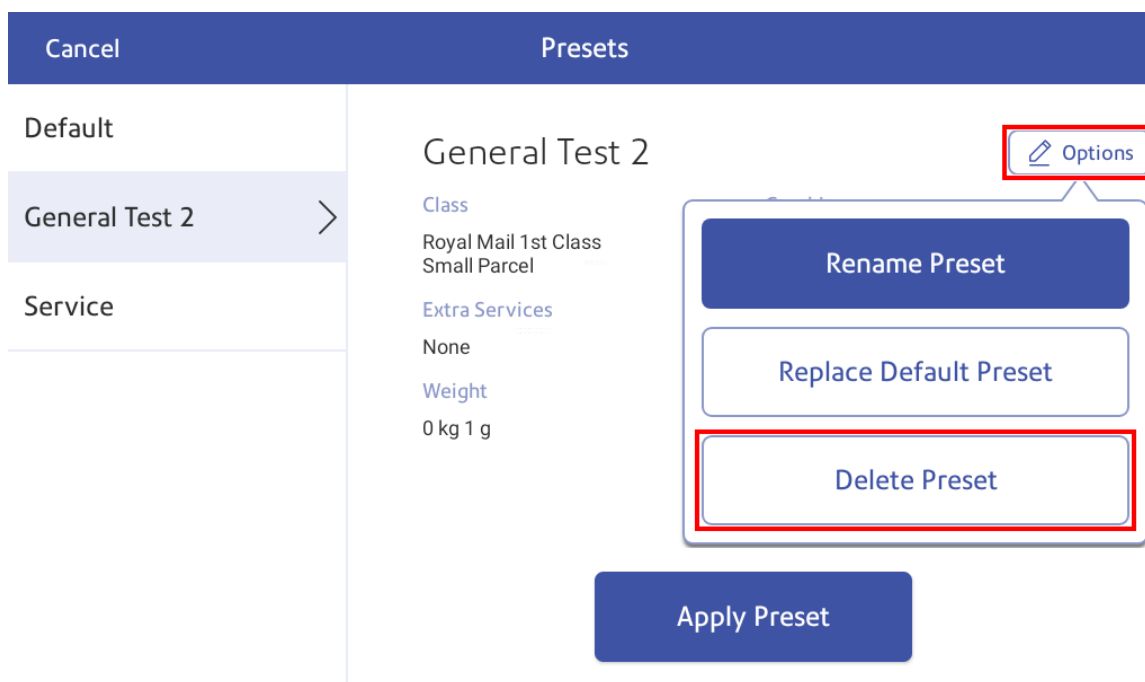 Cancel
Presets
Default
General Test 2
Service
General Test 2
Options
Class
Royal Mail 1st Class
Small Parcel
Extra Services
None
Weight
0 kg 1 g
Rename Preset
Replace Default Preset
Delete Preset
Apply Preset